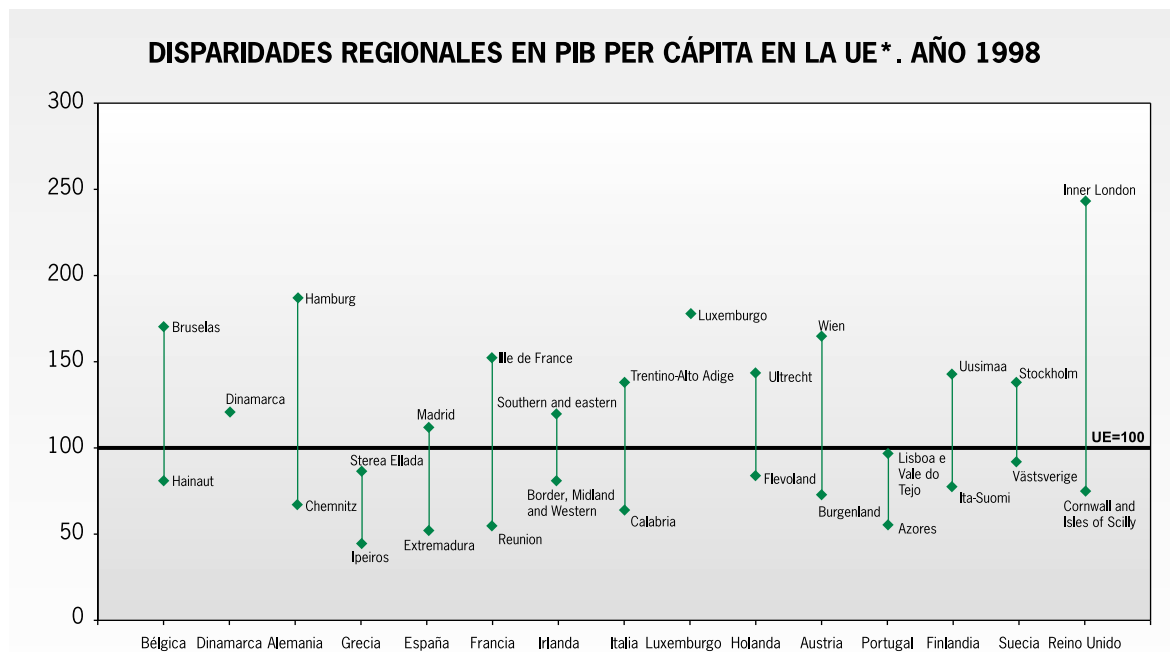 DISPARIDADES REGIONALES EN PIB PER CÁPITA EN LA UE*. AÑO 1998
300
250
200
150
100
50
0
Inner London
Hamburg
Luxemburgo
Bruselas
Wien
Ille de France
Uusimaa
Trentino-Alto Adige
Ultrecht
Stockholm
Dinamarca
Southern and eastern
Madrid
UE=100
Sterea Ellada
Lisboa e
Vale do
Tejo
Hainaut
Flevoland
Västsverige
Border, Midland
and Western
Ita-Suomi
Chemnitz
Calabria
Burgenland
Cornwall and
Isles of Scilly
Ipeiros
Extremadura
Reunion
Azores
Bélgica Dinamarca Alemania Grecia España Francia Irlanda Italia Luxemburgo Holanda Austria Portugal Finlandia Suecia Reino Unido